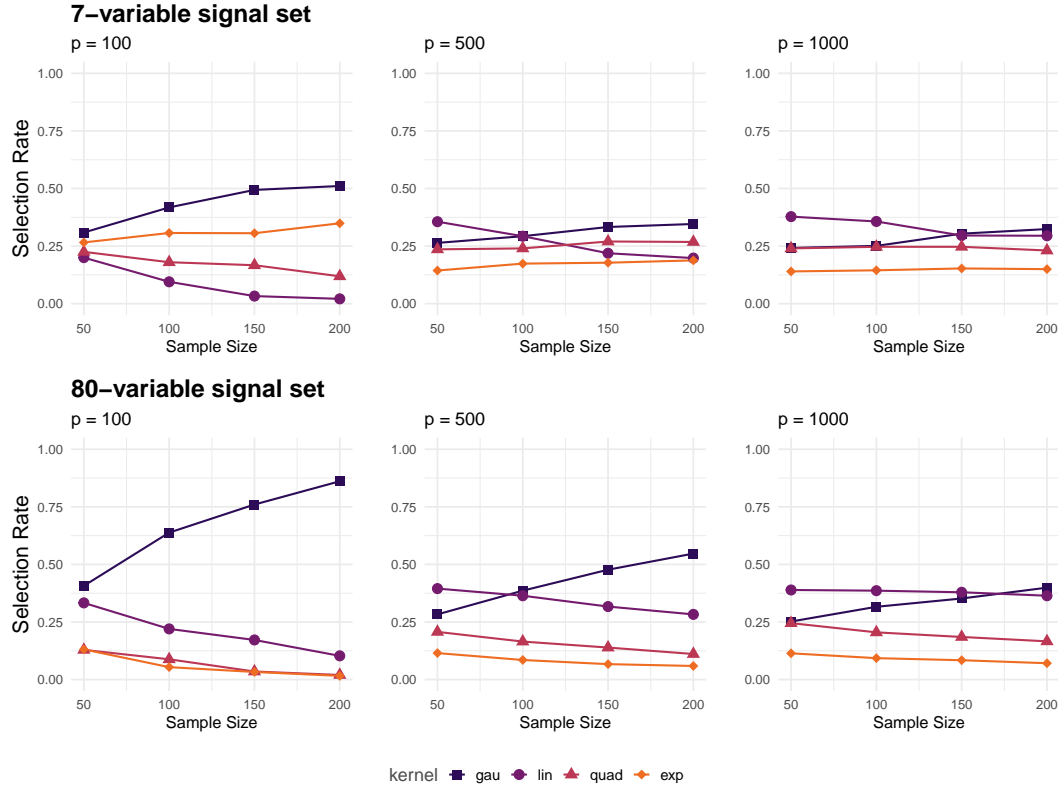 7−variable signal set
p = 100
p = 500
p = 1000
Selection Rate
1.00
0.75
0.50
0.25
0.00
50 100 150 200
Sample Size
1.00
0.75
0.50
0.25
0.00
50 100 150 200
Sample Size
1.00
0.75
0.50
0.25
0.00
50 100 150 200
Sample Size
80−variable signal set
p = 100
p = 500
p = 1000
Selection Rate
1.00
0.75
0.50
0.25
0.00
50 100 150 200
Sample Size
1.00
0.75
0.50
0.25
0.00
50 100 150 200
Sample Size
1.00
0.75
0.50
0.25
0.00
50 100 150 200
Sample Size
kernel gau lin quad exp